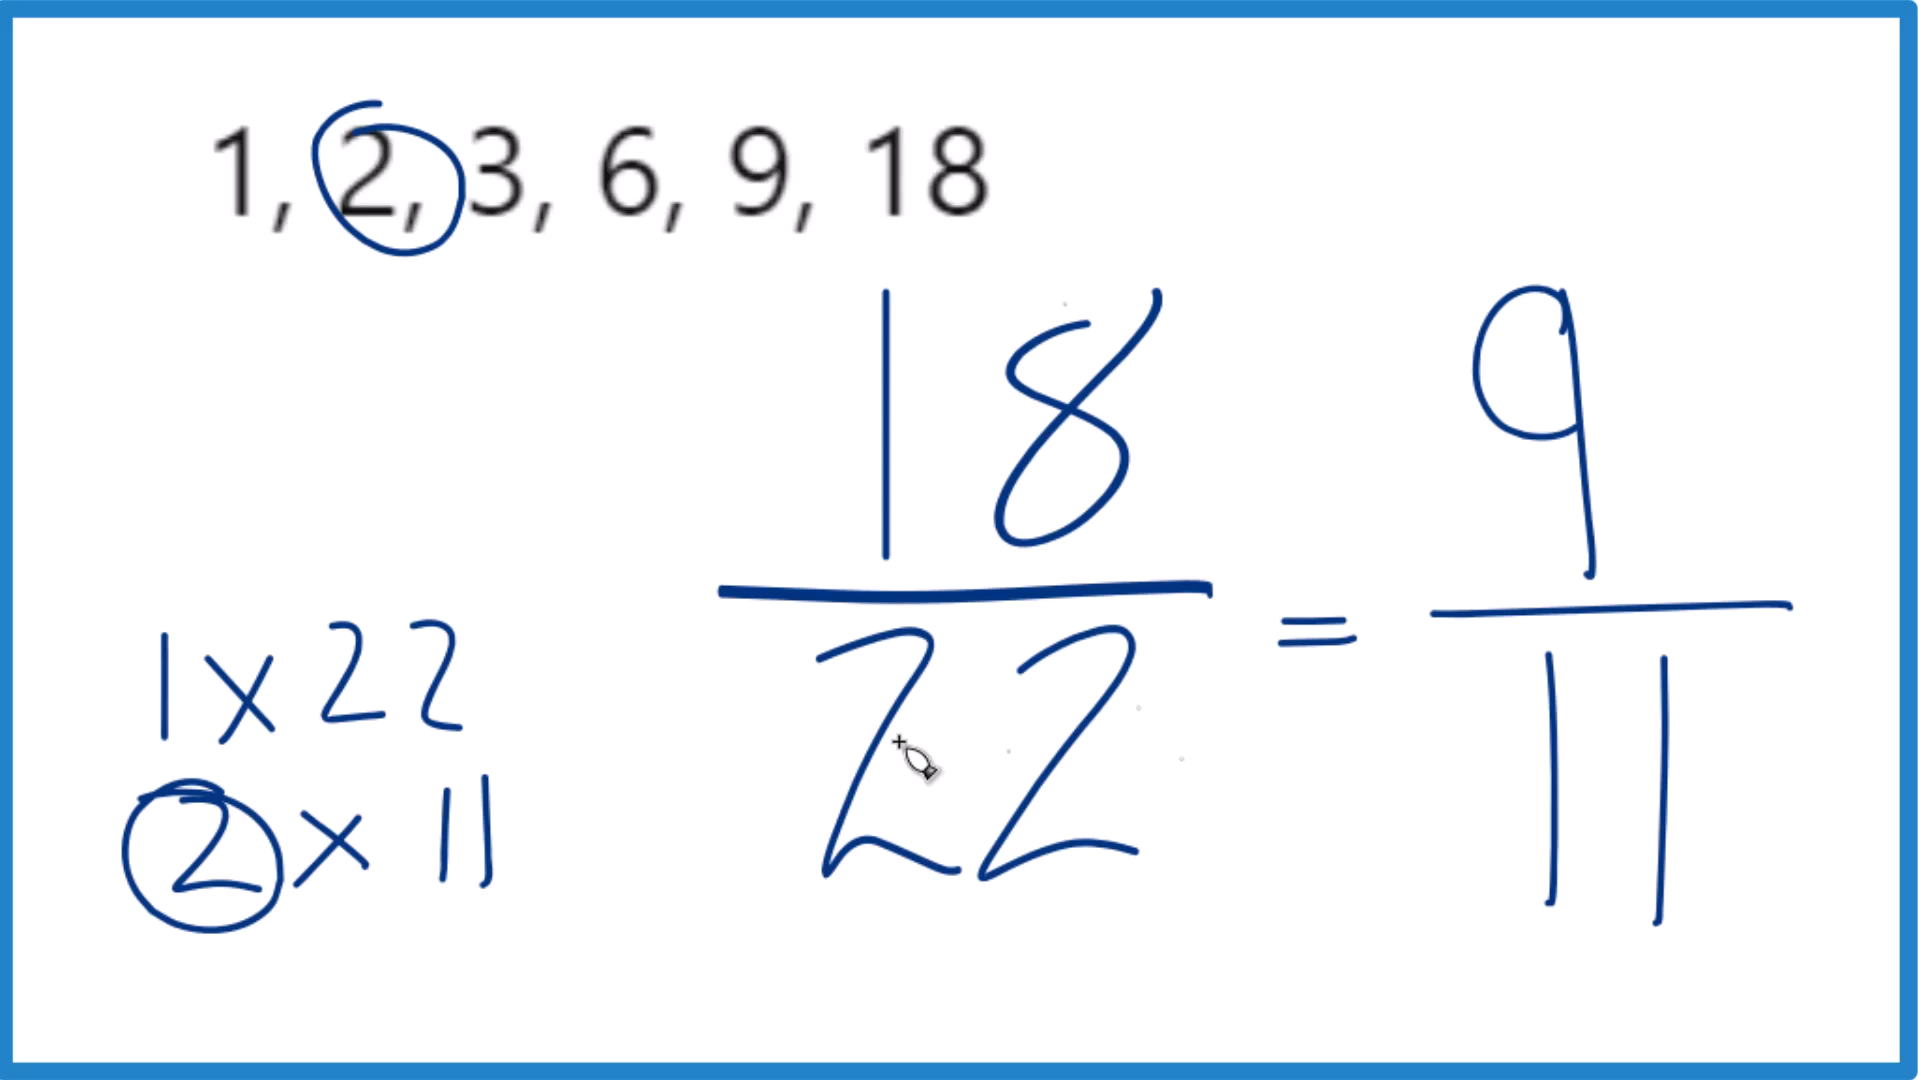 1, 2, 3, 6, 9, 18
18/22 = 9/11
1 x 22
2 x 11